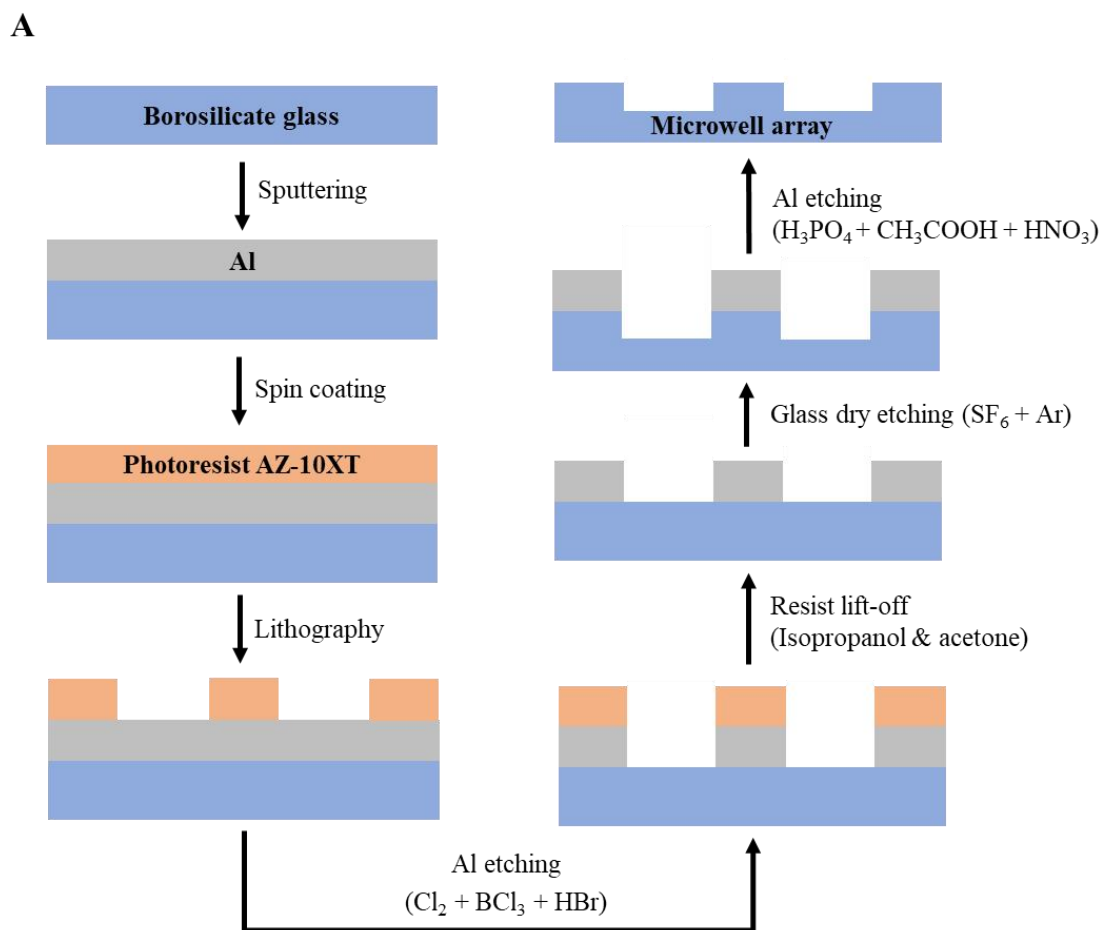 A
Borosilicate glass
Sputtering
Al
Spin coating
Photoresist AZ-10XT
Lithography
Al etching
(Cl₂ + BCl₃ + HBr)
Resist lift-off
(Isopropanol & acetone)
Glass dry etching (SF₆ + Ar)
Al etching
(H₃PO₄ + CH₃COOH + HNO₃)
Microwell array